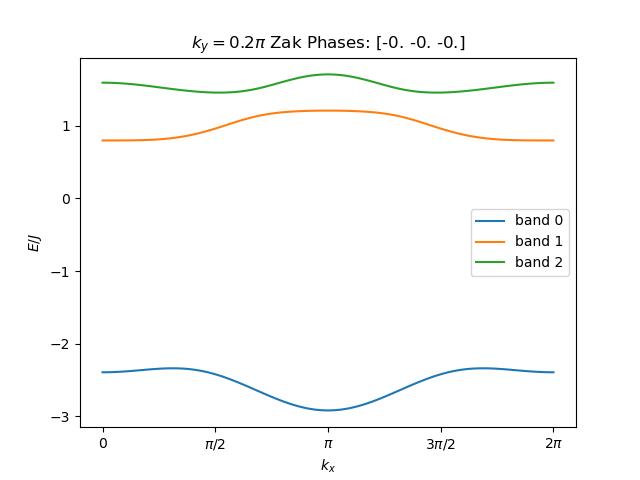 $k_y = 0.2\pi$ Zak Phases: [-0. -0. -0.]
E/J
1
0
−1
−2
−3
band 0
band 1
band 2
0
π/2
π
3π/2
2π
$k_x$